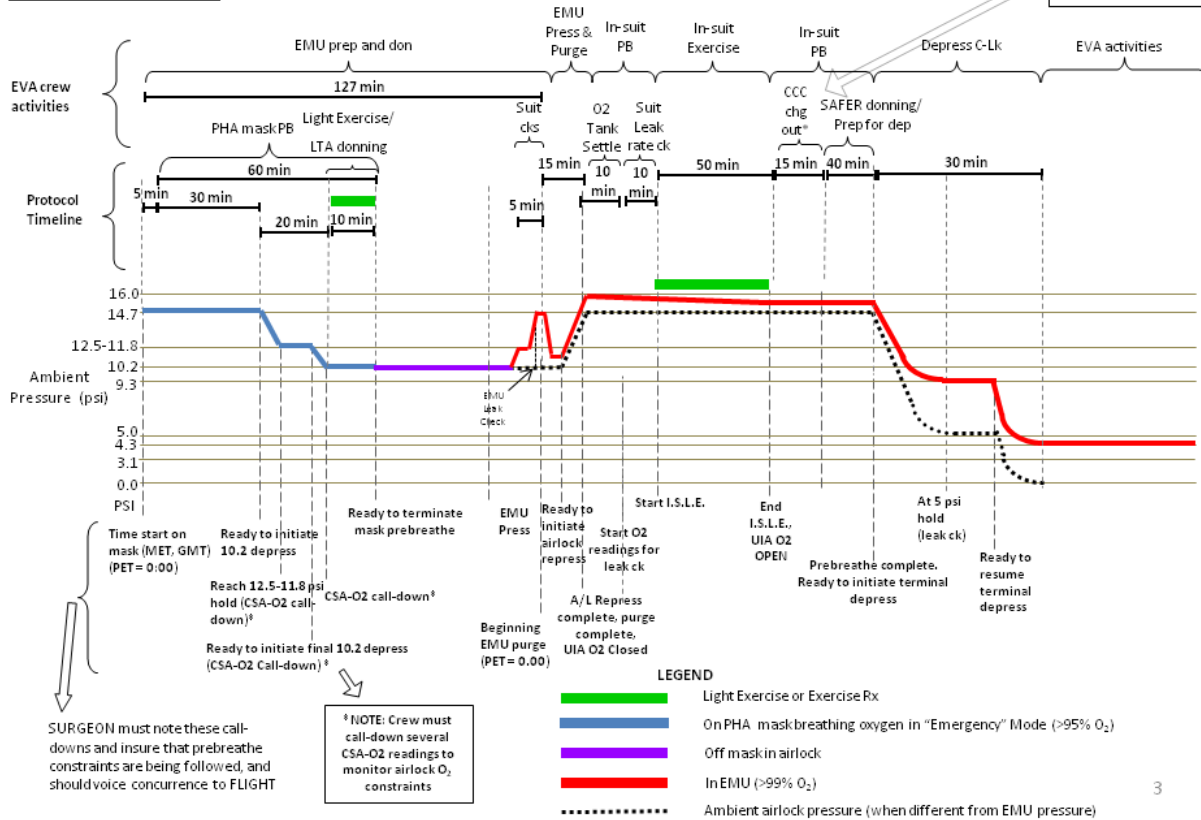 EMU
Press &
Purge
In-suit
PB
In-suit
Exercise
In-suit
PB
EMU prep and don
Depress C-Lk
EVA activities
EVA crew
activities
127 min
CCC
chg
out*
SAFER donning/
Prep for dep
Suit
cks
O2
Tank
Settle
Suit
Leak
rate ck
PHA mask PB
Light Exercise/
LTA donning
Protocol
Timeline
60 min
15 min
10
min
10
min
50 min
15 min
40 min
30 min
5 min
30 min
5 min
20 min
10 min
16.0
14.7
12.5-11.8
10.2
9.3
5.0
4.3
3.1
0.0
PSI
Ambient
Pressure (psi)
EMU
Leak
Check
Time start on
mask (MET, GMT)
(PET = 0:00)
Ready to initiate
10.2 depress
Reach 12.5-11.8 psi
hold (CSA-O2 call-
down)*
CSA-O2 call-down*
Ready to initiate final 10.2 depress
(CSA-O2 Call-down) *
Ready to terminate
mask prebreathe
EMU
Press
Beginning
EMU purge
(PET = 0.00)
Ready to
initiate
airlock
repress
A/L Repress
complete, purge
complete,
UIA O2 Closed
Start O2
readings for
leak ck
Start I.S.L.E.
End
I.S.L.E.,
UIA O2
OPEN
Prebreathe complete.
Ready to initiate terminal
depress
At 5 psi
hold
(leak ck)
Ready to
resume
terminal
depress
SURGEON must note these call-
downs and insure that prebreathe
constraints are being followed, and
should voice concurrence to FLIGHT
* NOTE: Crew must
call-down several
CSA-O2 readings to
monitor airlock O₂
constraints
LEGEND
Light Exercise or Exercise Rx
On PHA mask breathing oxygen in "Emergency" Mode (>95% O₂)
Off mask in airlock
In EMU (>99% O₂)
Ambient airlock pressure (when different from EMU pressure)
3